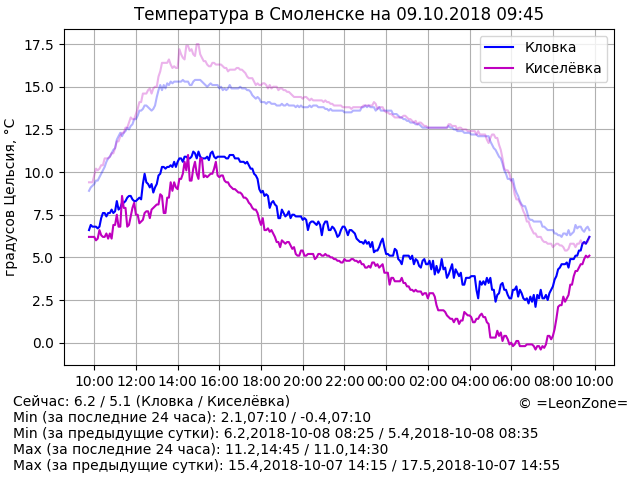 Температура в Смоленске на 09.10.2018 09:45
градусов Цельсия, °C
17.5
15.0
12.5
10.0
7.5
5.0
2.5
0.0
Кловка
Киселёвка
10:00 12:00 14:00 16:00 18:00 20:00 22:00 00:00 02:00 04:00 06:00 08:00 10:00
Сейчас: 6.2 / 5.1 (Кловка / Киселёвка)
© =LeonZone=
Min (за последние 24 часа): 2.1,07:10 / -0.4,07:10
Min (за предыдущие сутки): 6.2,2018-10-08 08:25 / 5.4,2018-10-08 08:35
Max (за последние 24 часа): 11.2,14:45 / 11.0,14:30
Max (за предыдущие сутки): 15.4,2018-10-07 14:15 / 17.5,2018-10-07 14:55